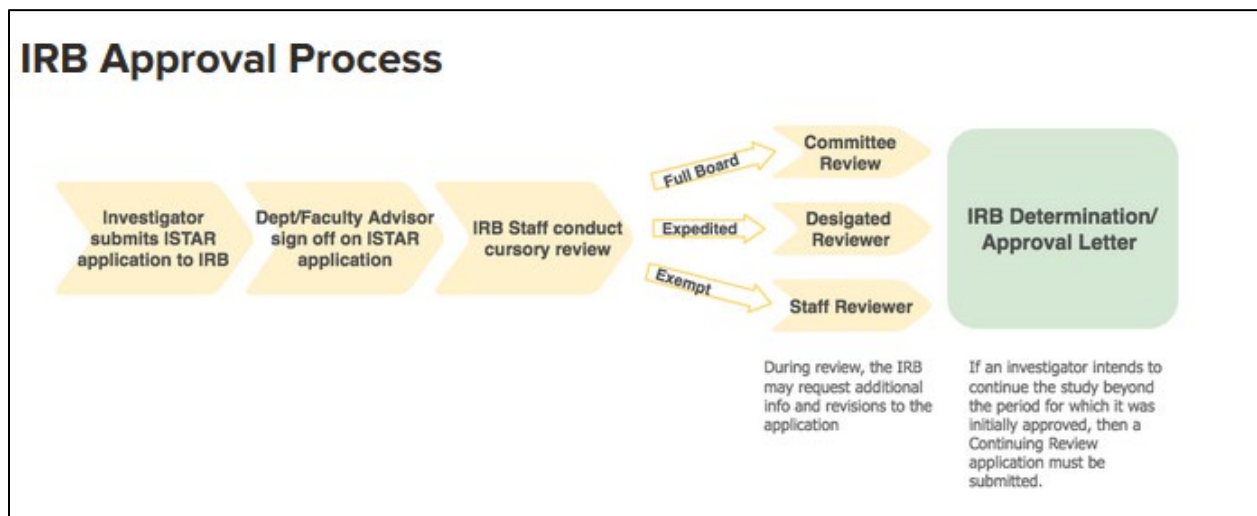 IRB Approval Process
Investigator
submits ISTAR
application to IRB
Dept/Faculty Advisor
sign off on ISTAR
application
IRB Staff conduct
cursory review
Full Board
Expedited
Exempt
Committee
Review
Desigated
Reviewer
Staff Reviewer
IRB Determination/
Approval Letter
During review, the IRB
may request additional
info and revisions to the
application
If an investigator intends to
continue the study beyond
the period for which it was
initially approved, then a
Continuing Review
application must be
submitted.